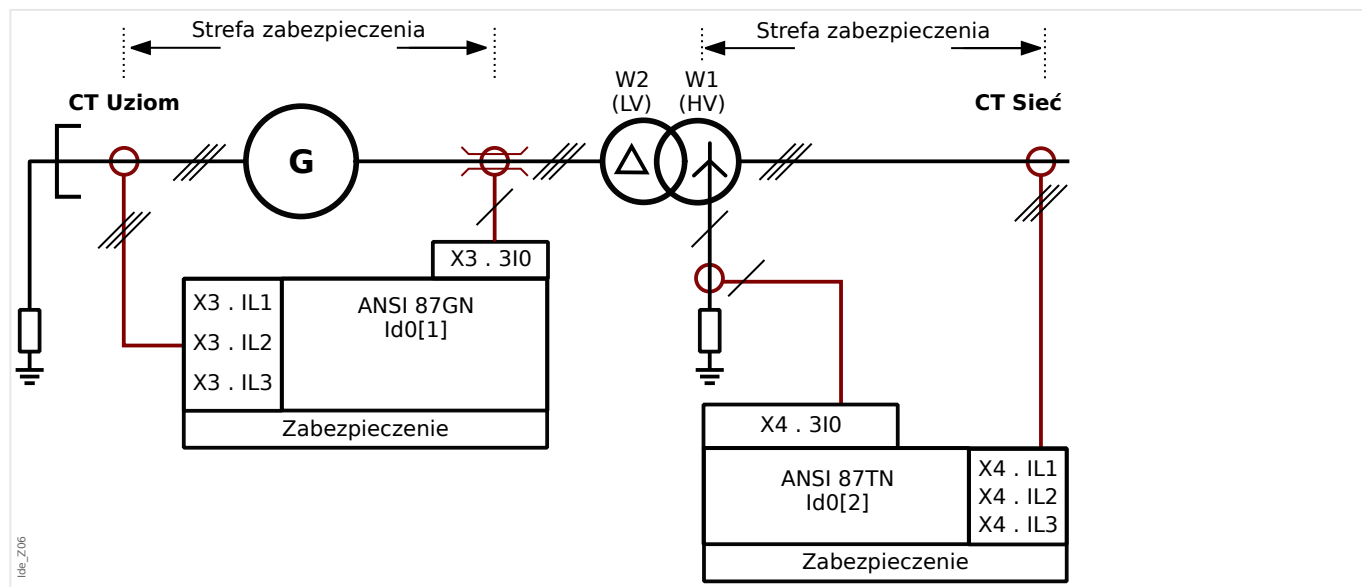 Strefa zabezpieczenia
Strefa zabezpieczenia
CT Uziom
W2
(LV)
W1
(HV)
CT Sieć
G
X3 . 3I0
X3 . IL1
X3 . IL2
X3 . IL3
ANSI 87GN
Id0[1]
Zabezpieczenie
X4 . 3I0
ANSI 87TN
Id0[2]
X4 . IL1
X4 . IL2
X4 . IL3
Zabezpieczenie
Ide_Z06